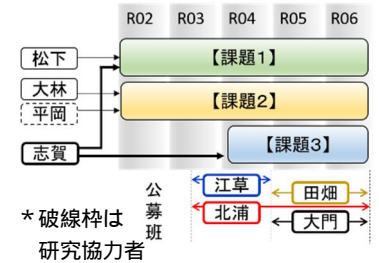 R02 R03 R04 R05 R06
松下
【課題1】
大林
平岡
【課題2】
志賀
【課題3】
公募班
江草
田畑
北浦
大門
*破線枠は
研究協力者